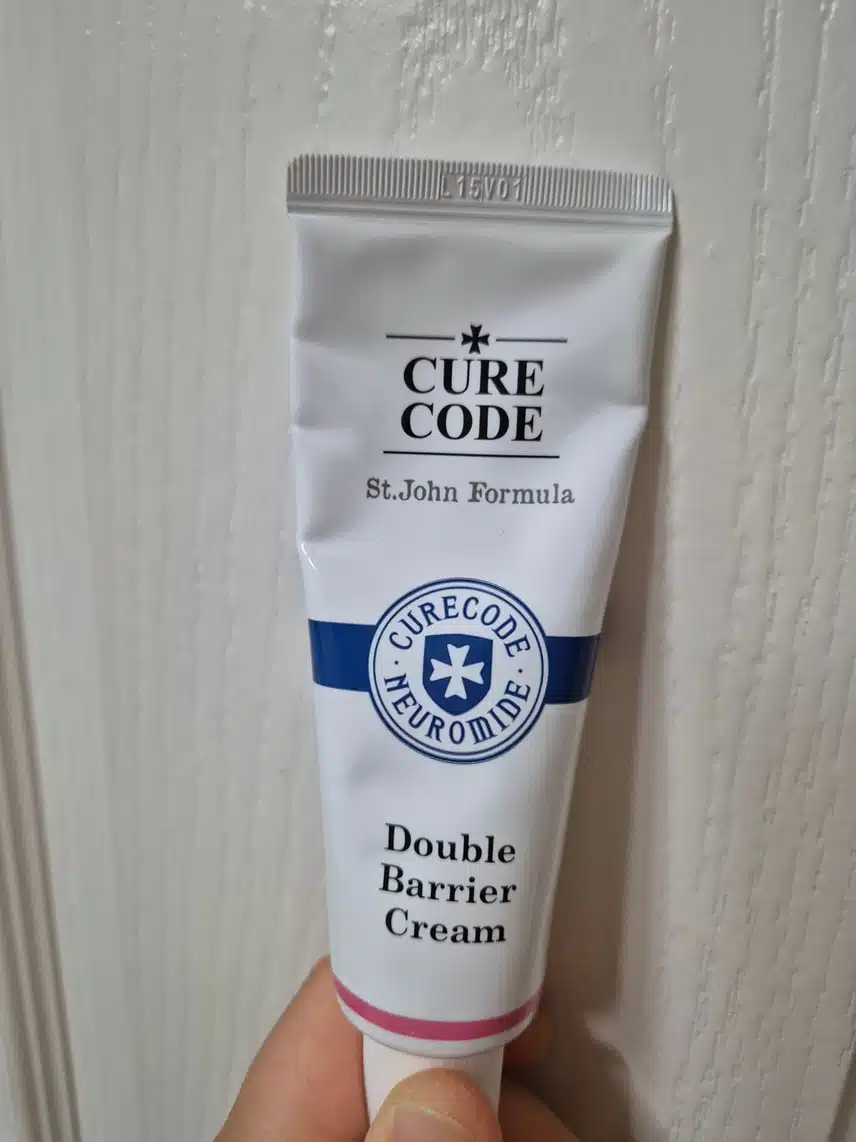 L15V01
CURE
CODE
St.John Formula
CURECODE
NEUROMIDE
Double
Barrier
Cream